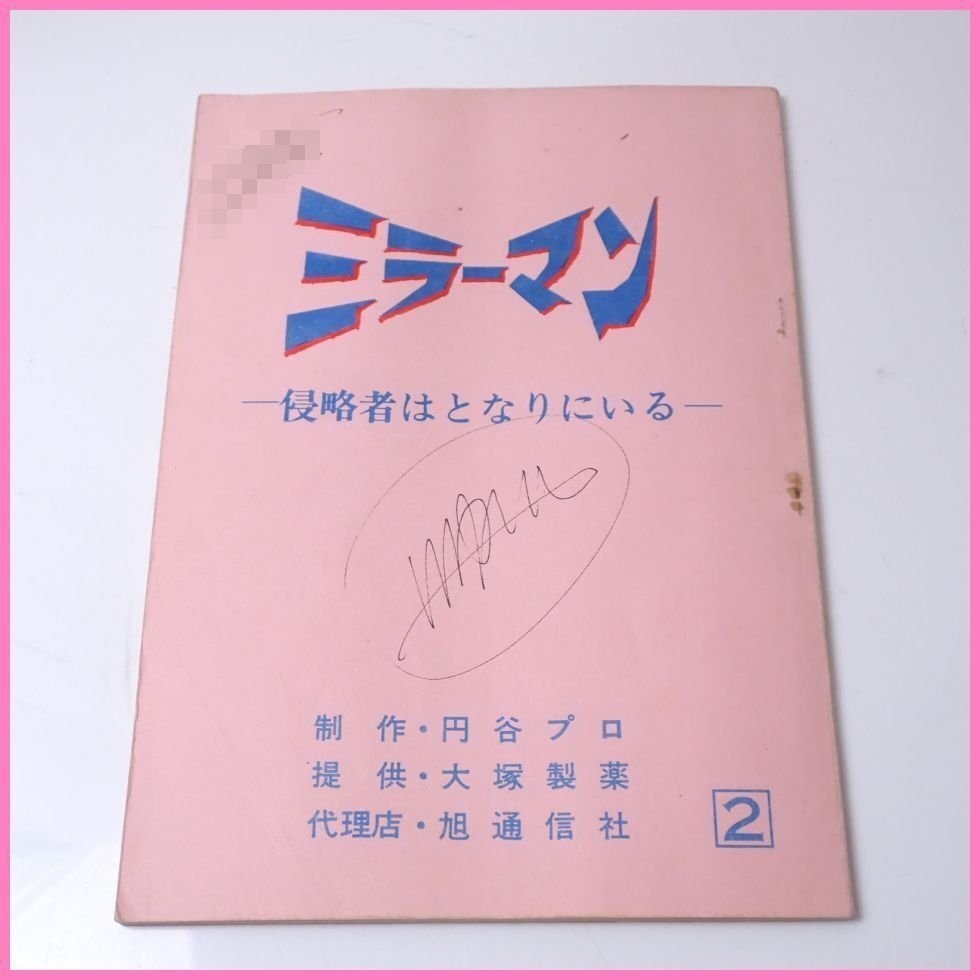 ミラーマン
―侵略者はとなりにいる―
制作・円谷プロ
提供・大塚製薬
代理店・旭通信社
2